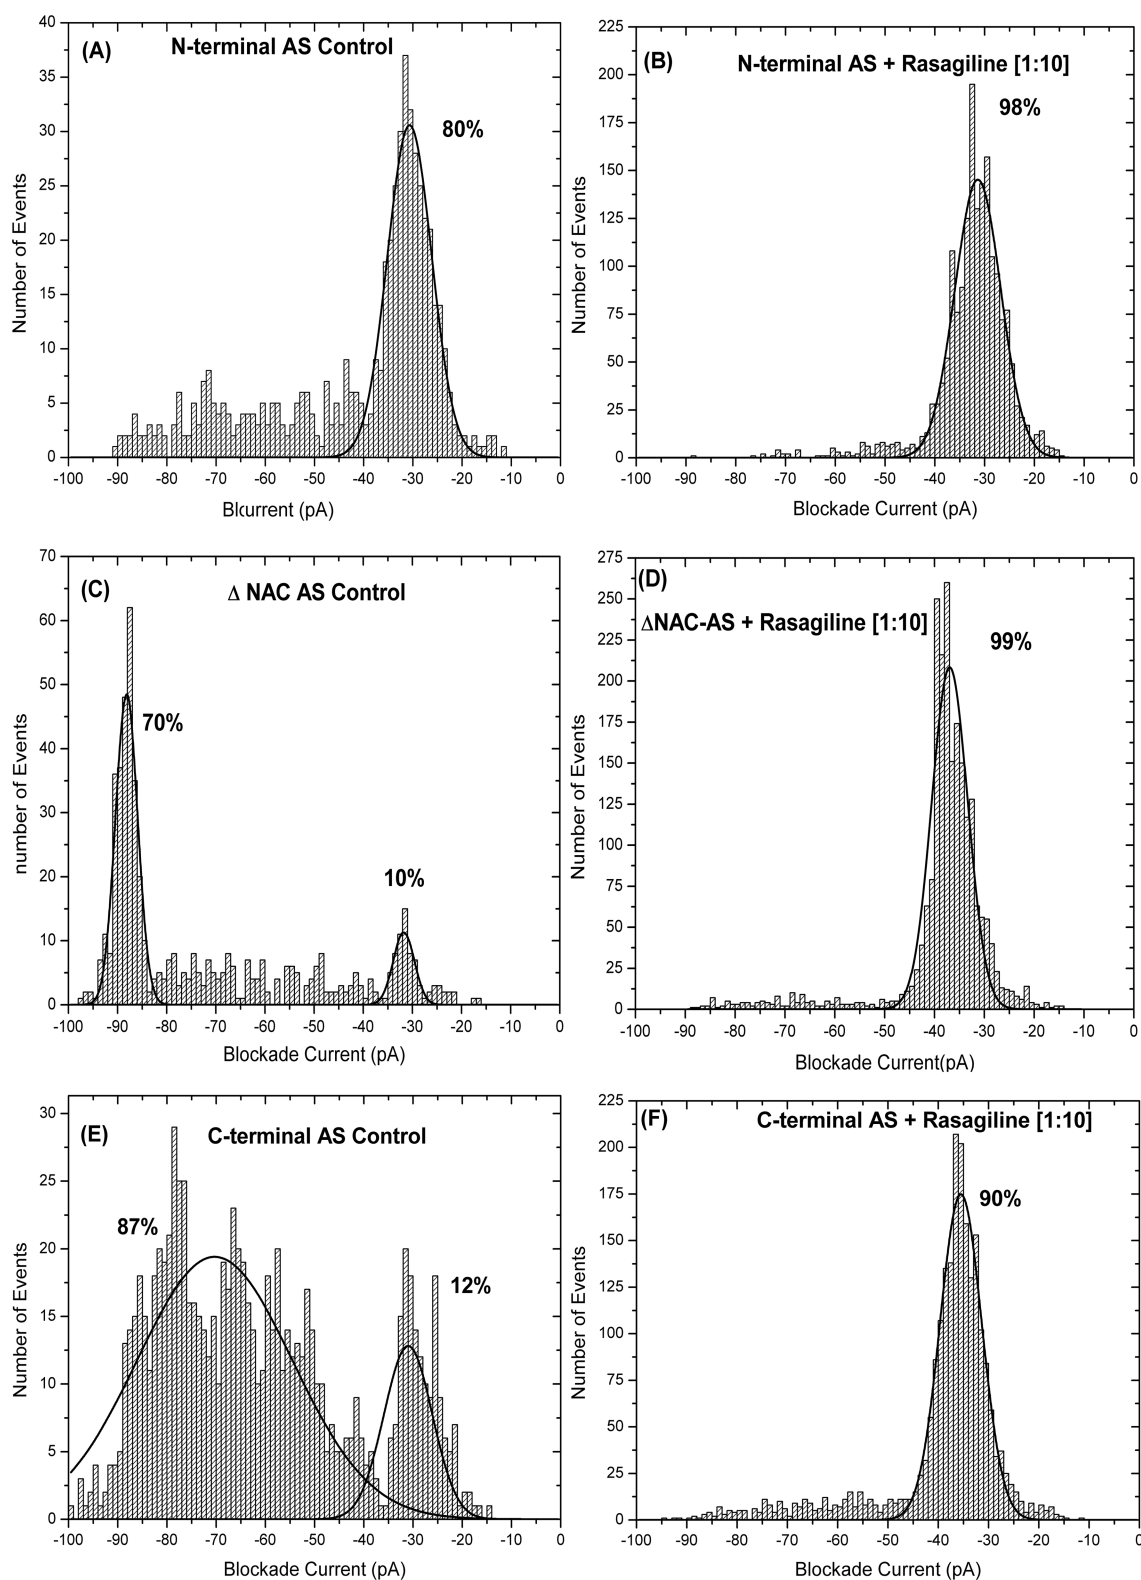 (A)
N-terminal AS Control
80%
Number of Events
40
35
30
25
20
15
10
5
0
-100 -90 -80 -70 -60 -50 -40 -30 -20 -10 0
Blcurrent (pA)
(B)
N-terminal AS + Rasagiline [1:10]
98%
Number of Events
225
200
175
150
125
100
75
50
25
0
-100 -90 -80 -70 -60 -50 -40 -30 -20 -10 0
Blockade Current (pA)
(C)
Δ NAC AS Control
70%
10%
number of Events
70
60
50
40
30
20
10
0
-100 -90 -80 -70 -60 -50 -40 -30 -20 -10 0
Blockade Current (pA)
(D)
ΔNAC-AS + Rasagiline [1:10]
99%
Number of Events
275
250
225
200
175
150
125
100
75
50
25
0
-100 -90 -80 -70 -60 -50 -40 -30 -20 -10 0
Blockade Current(pA)
(E)
C-terminal AS Control
87%
12%
Number of Events
30
25
20
15
10
5
0
-100 -90 -80 -70 -60 -50 -40 -30 -20 -10 0
Blockade Current (pA)
(F)
C-terminal AS + Rasagiline [1:10]
90%
Number of Events
225
200
175
150
125
100
75
50
25
0
-100 -90 -80 -70 -60 -50 -40 -30 -20 -10 0
Blockade Current (pA)